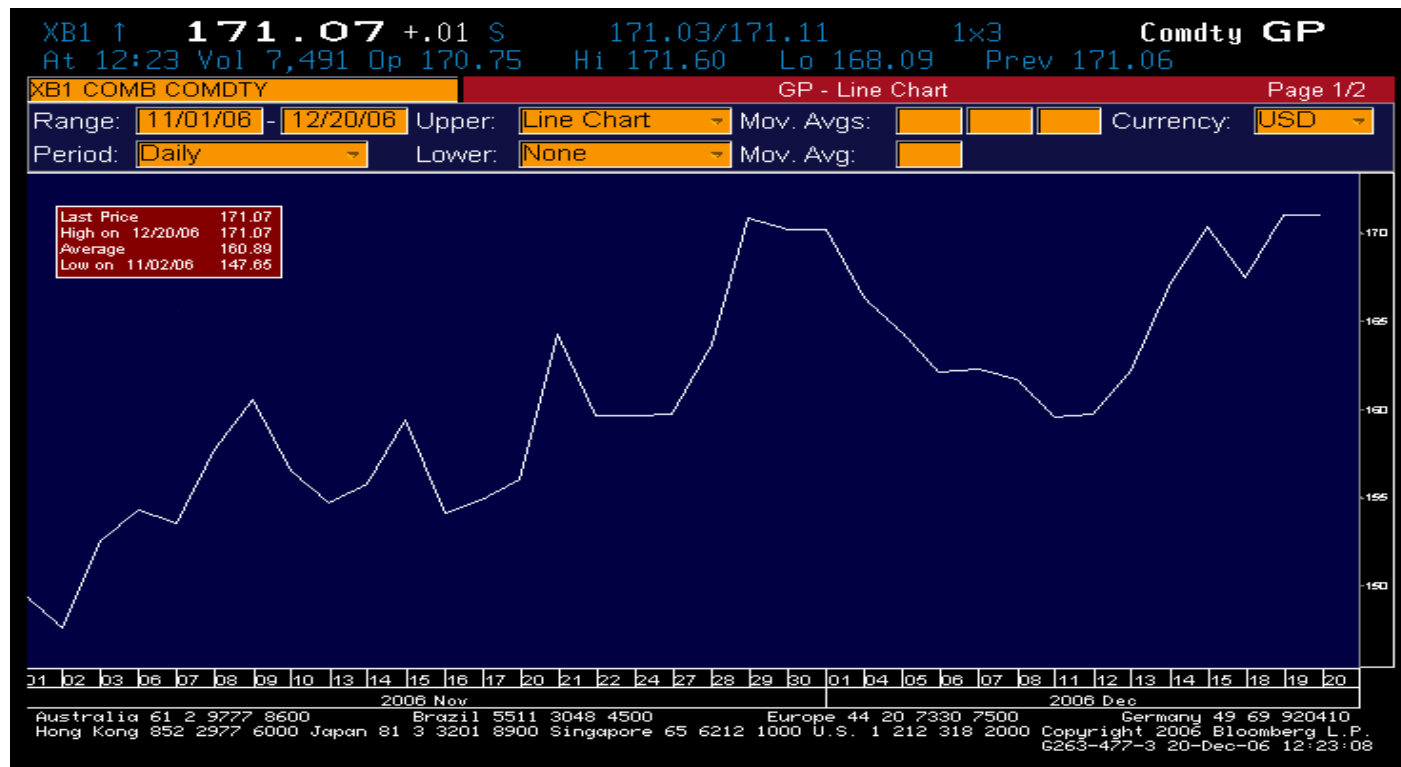 XB1 ↑ 171.07 +.01 S 171.03/171.11 1x3 Comdty GP
At 12:23 Vol 7,491 Op 170.75 Hi 171.60 Lo 168.09 Prev 171.06
XB1 COMB COMDTY GP - Line Chart Page 1/2
Range: 11/01/06 - 12/20/06 Upper: Line Chart Mov. Avgs: Currency: USD
Period: Daily Lower: None Mov. Avg:
Last Price 171.07
High on 12/20/06 171.07
Average 160.89
Low on 11/02/06 147.65
170
165
160
155
150
01 02 03 06 07 08 09 10 13 14 15 16 17 20 21 22 24 27 28 29 30 01 04 05 06 07 08 11 12 13 14 15 18 19 20
2006 Nov 2006 Dec
Australia 61 2 9777 8600 Brazil 5511 3048 4500 Europe 44 20 7330 7500 Germany 49 69 920410
Hong Kong 852 2977 6000 Japan 81 3 3201 8900 Singapore 65 6212 1000 U.S. 1 212 318 2000 Copyright 2006 Bloomberg L.P.
G263-477-3 20-Dec-06 12:23:08